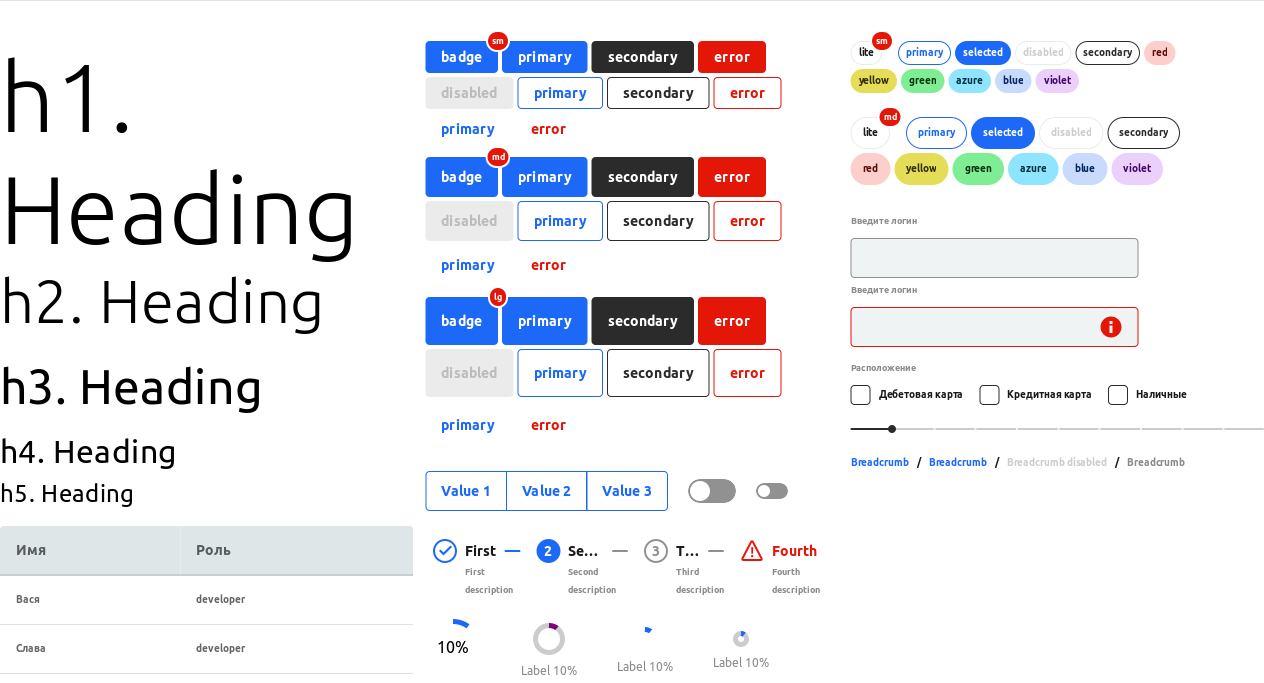 h1.
Heading
h2. Heading
h3. Heading
h4. Heading
h5. Heading
Имя Роль
Вася developer
Слава developer
sm
badge primary secondary error
disabled primary secondary error
primary error
md
badge primary secondary error
disabled primary secondary error
primary error
lg
badge primary secondary error
disabled primary secondary error
primary error
Value 1 Value 2 Value 3
First 2 Se... 3 T... Fourth
First Second Third Fourth
description description description description
10%
Label 10% Label 10% Label 10%
sm
lite primary selected disabled secondary red
yellow green azure blue violet
md
lite primary selected disabled secondary
red yellow green azure blue violet
Введите логин
Введите логин
Расположение
Дебетовая карта Кредитная карта Наличные
Breadcrumb / Breadcrumb / Breadcrumb disabled / Breadcrumb